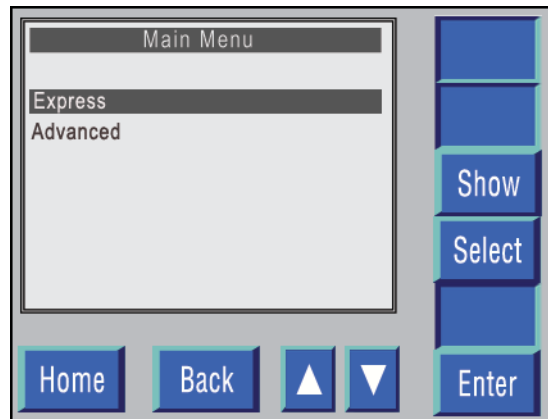 Main Menu
Express
Advanced
Show
Select
Home
Back
Enter